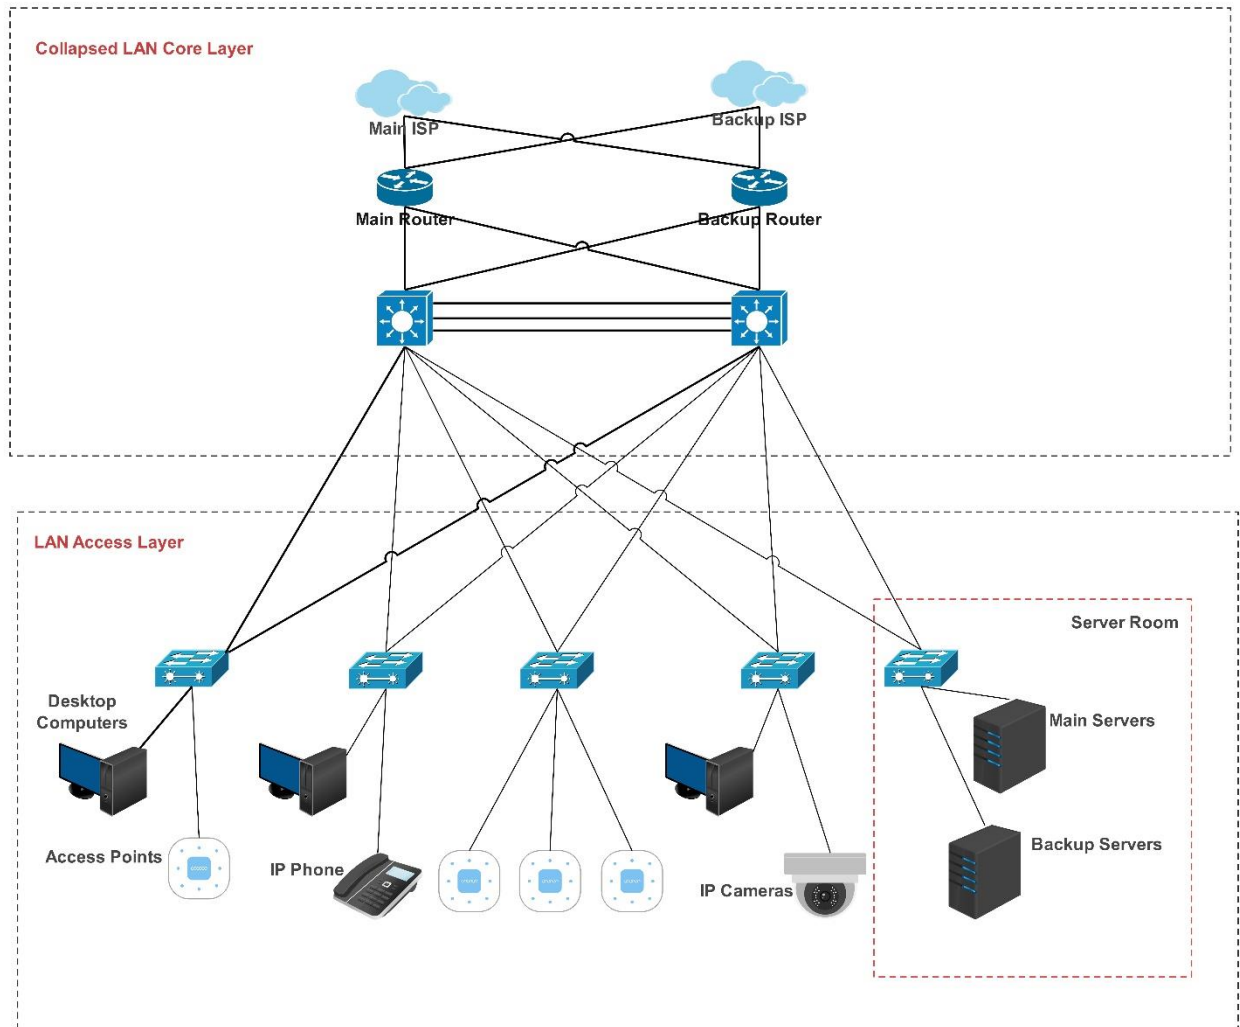 Collapsed LAN Core Layer
Main ISP
Backup ISP
Main Router
Backup Router
LAN Access Layer
Server Room
Desktop
Computers
Main Servers
Access Points
IP Phone
IP Cameras
Backup Servers